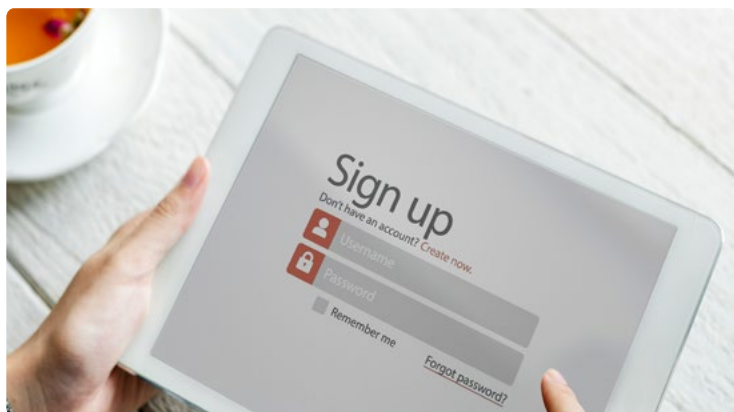 Sign up
Don't have an account? Create now.
Username
Password
Remember me
Forgot password?